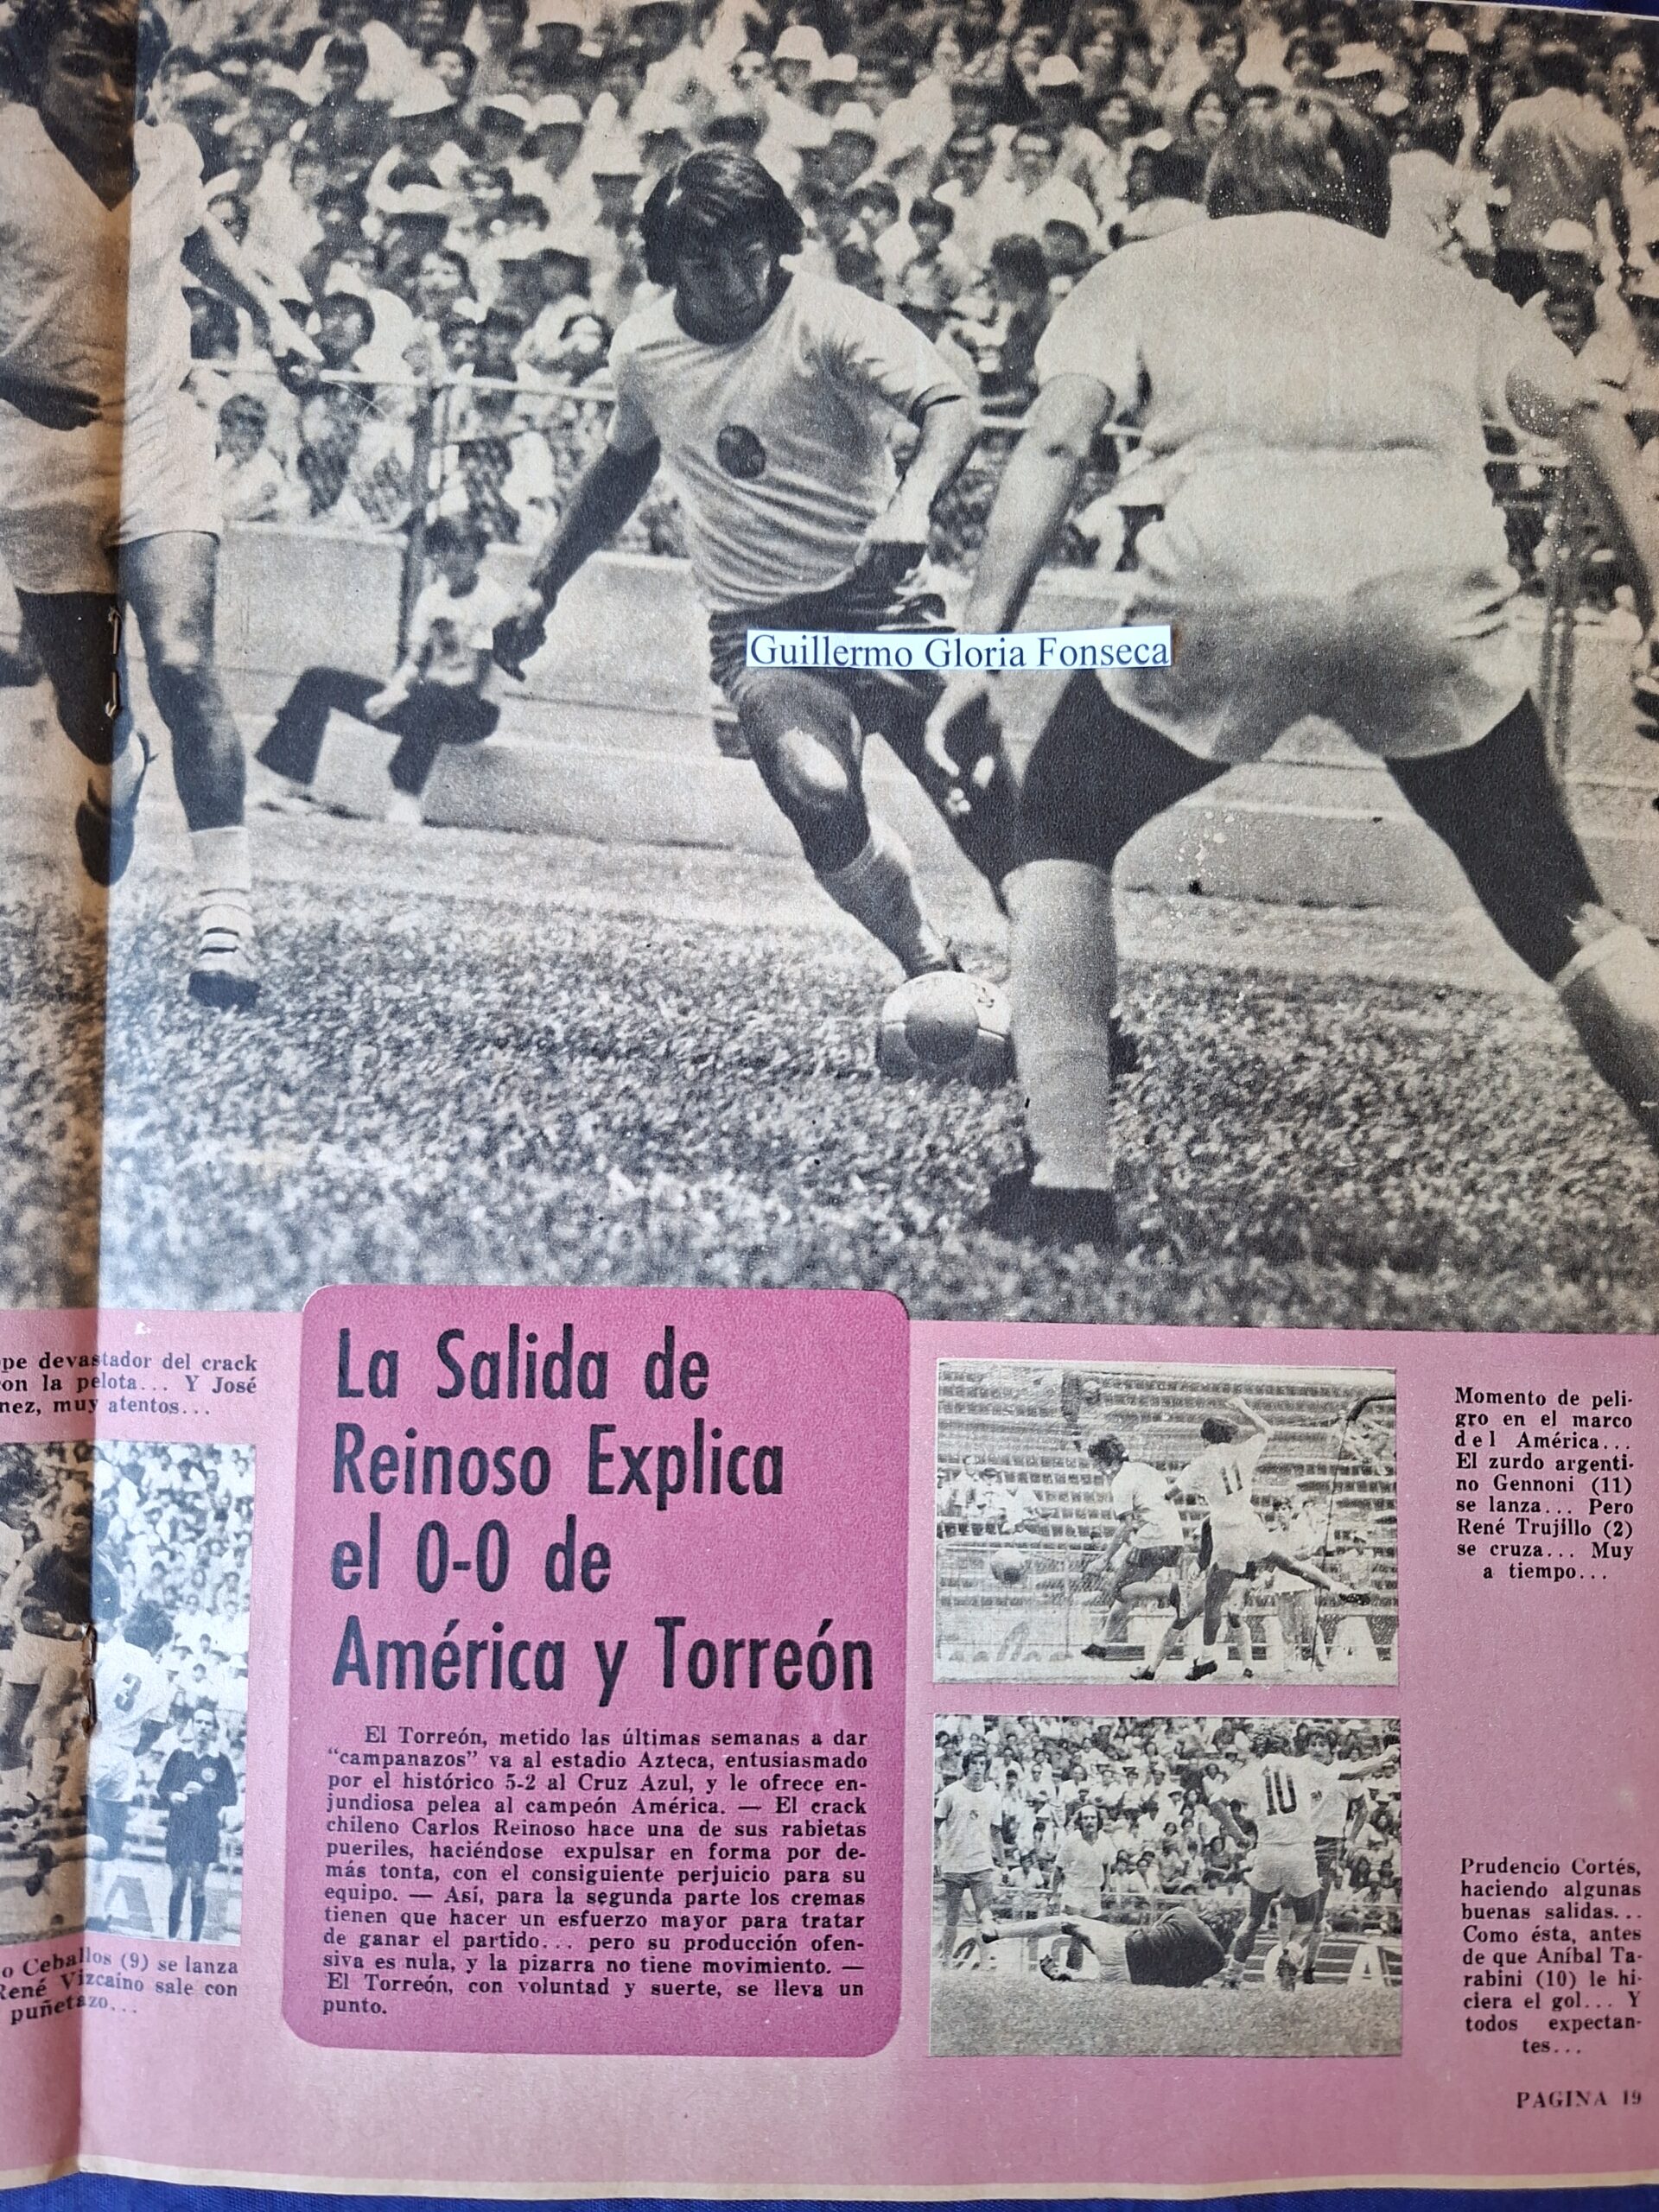 Guillermo Gloria Fonseca
pe devastador del crack
on la pelota... Y José
nez, muy atentos...
3
A
o Ceballos (9) se lanza
René Vizcaíno sale con
puñetazo...
La Salida de
Reinoso Explica
el 0-0 de
América y Torreón
El Torreón, metido las últimas semanas a dar
“campanazos” va al estadio Azteca, entusiasmado
por el histórico 5-2 al Cruz Azul, y le ofrece en-
jundiosa pelea al campeón América. — El crack
chileno Carlos Reinoso hace una de sus rabietas
pueriles, haciéndose expulsar en forma por de-
más tonta, con el consiguiente perjuicio para su
equipo. — Así, para la segunda parte los cremas
tienen que hacer un esfuerzo mayor para tratar
de ganar el partido... pero su producción ofen-
siva es nula, y la pizarra no tiene movimiento. —
El Torreón, con voluntad y suerte, se lleva un
punto.
11
Momento de peli-
gro en el marco
del América...
El zurdo argenti-
no Gennoni (11)
se lanza... Pero
René Trujillo (2)
se cruza... Muy
a tiempo...
10
Prudencio Cortés,
haciendo algunas
buenas salidas...
Como ésta, antes
de que Aníbal Ta-
rabini (10) le hi-
ciera el gol... Y
todos expectan-
tes...
PAGINA 19